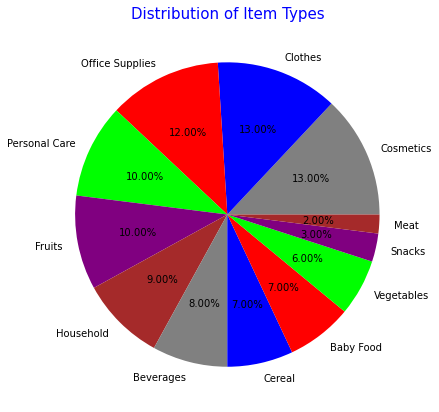 Distribution of Item Types
Clothes
Office Supplies
Cosmetics
Personal Care
Fruits
Household
Beverages
Cereal
Baby Food
Vegetables
Snacks
Meat
13.00%
13.00%
12.00%
10.00%
10.00%
9.00%
8.00%
7.00%
7.00%
6.00%
3.00%
2.00%